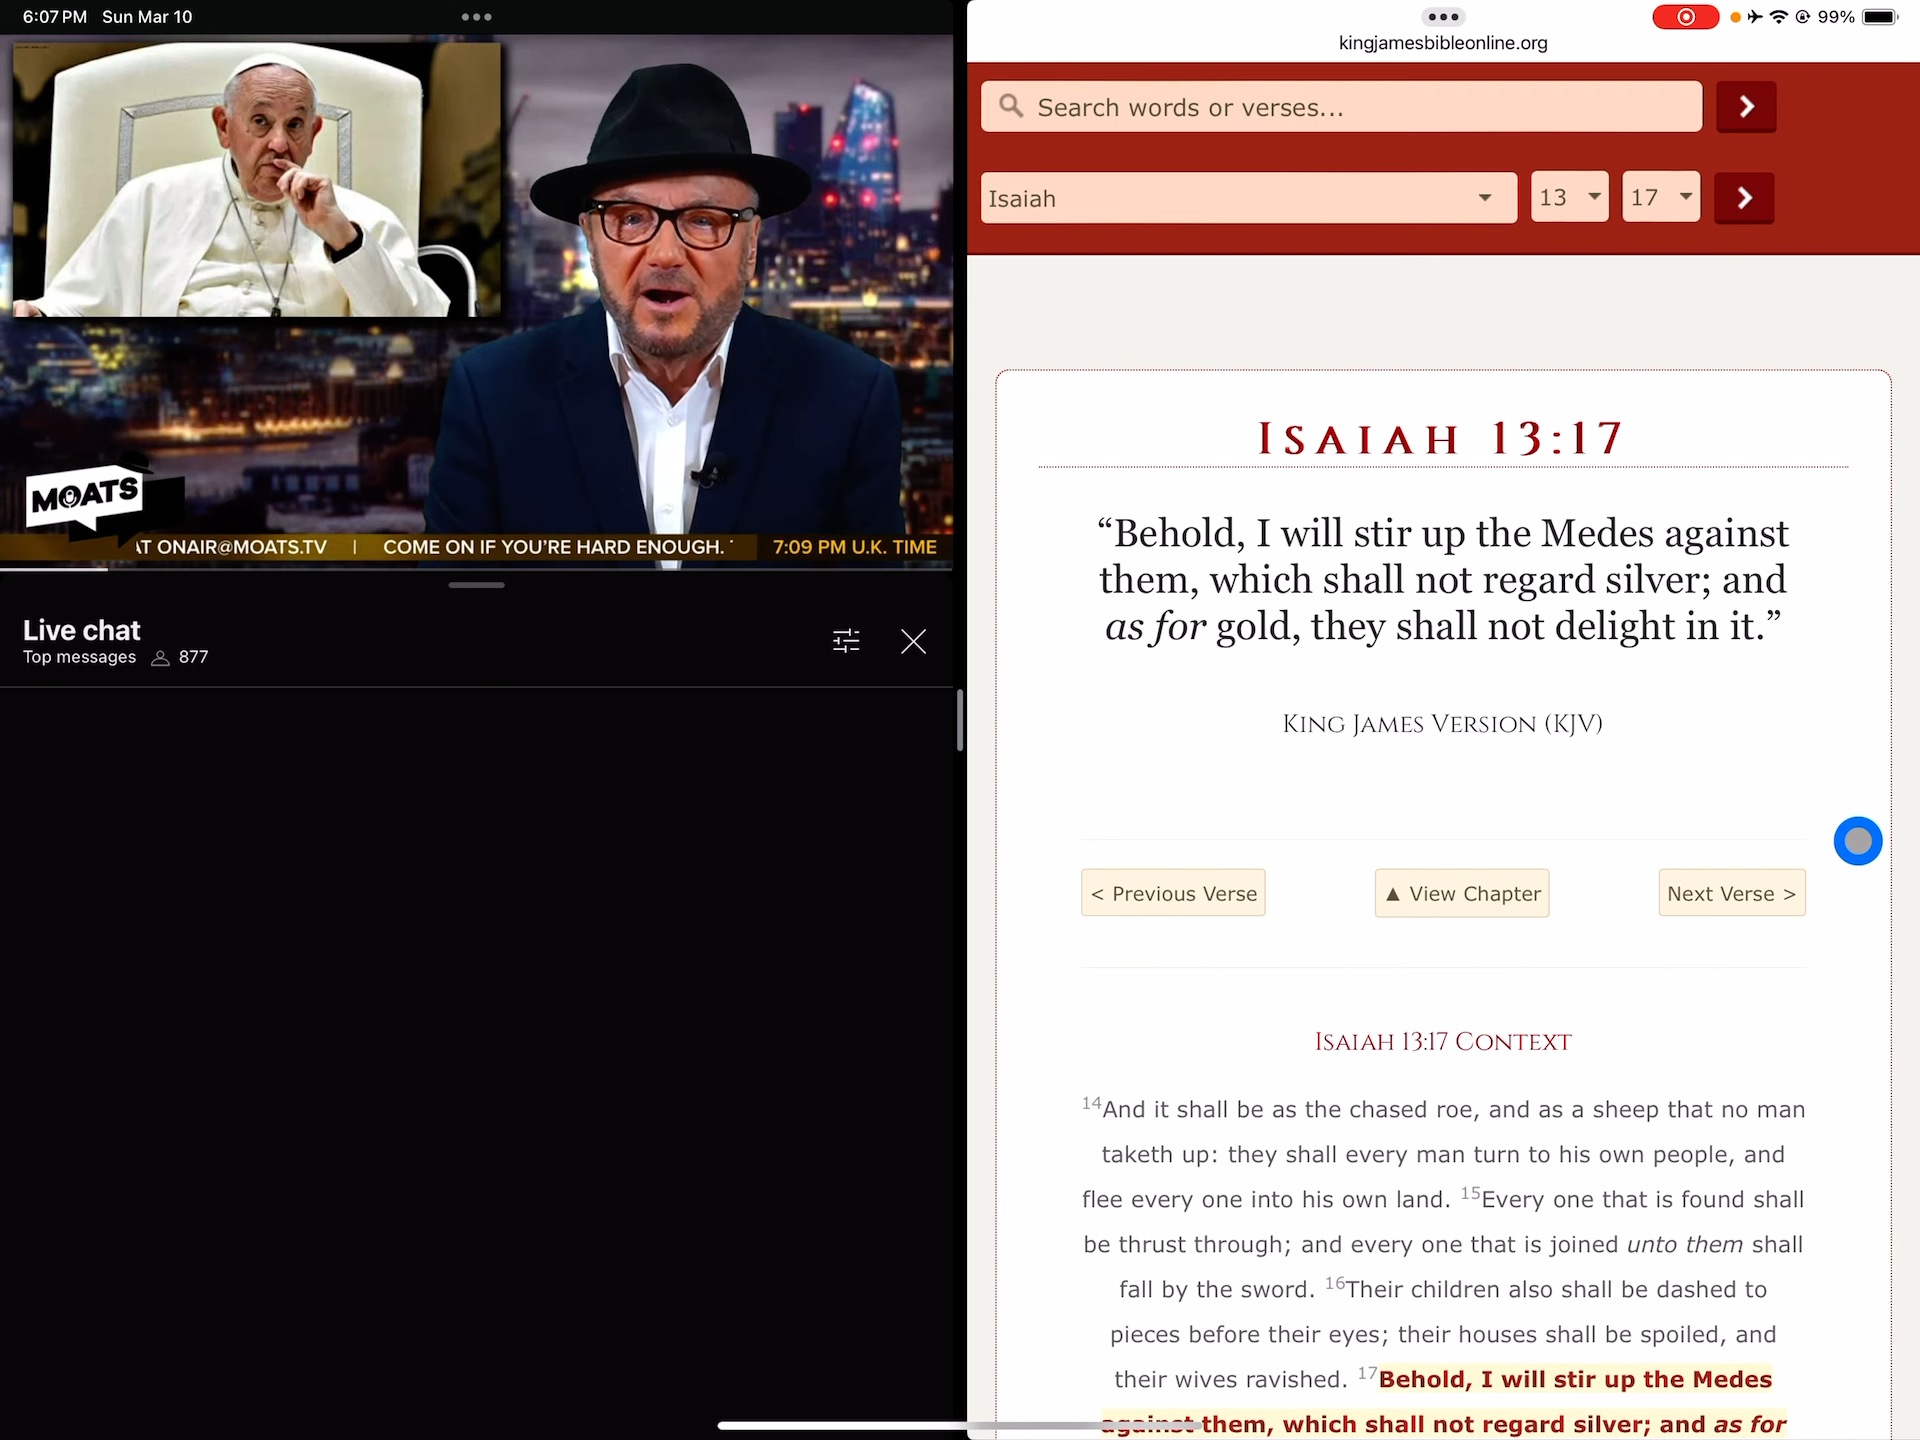 6:07 PM Sun Mar 10
MOATS
AT ONAIR@MOATS.TV | COME ON IF YOU'RE HARD ENOUGH. 7:09 PM U.K. TIME
Live chat
Top messages 877
99%
kingjamesbibleonline.org
Search words or verses...
Isaiah 13 17
ISAIAH 13:17
“Behold, I will stir up the Medes against
them, which shall not regard silver; and
as for gold, they shall not delight in it.”
KING JAMES VERSION (KJV)
< Previous Verse ▲ View Chapter Next Verse >
ISAIAH 13:17 CONTEXT
14And it shall be as the chased roe, and as a sheep that no man
taketh up: they shall every man turn to his own people, and
flee every one into his own land. 15Every one that is found shall
be thrust through; and every one that is joined unto them shall
fall by the sword. 16Their children also shall be dashed to
pieces before their eyes; their houses shall be spoiled, and
their wives ravished. 17Behold, I will stir up the Medes
against them, which shall not regard silver; and as for